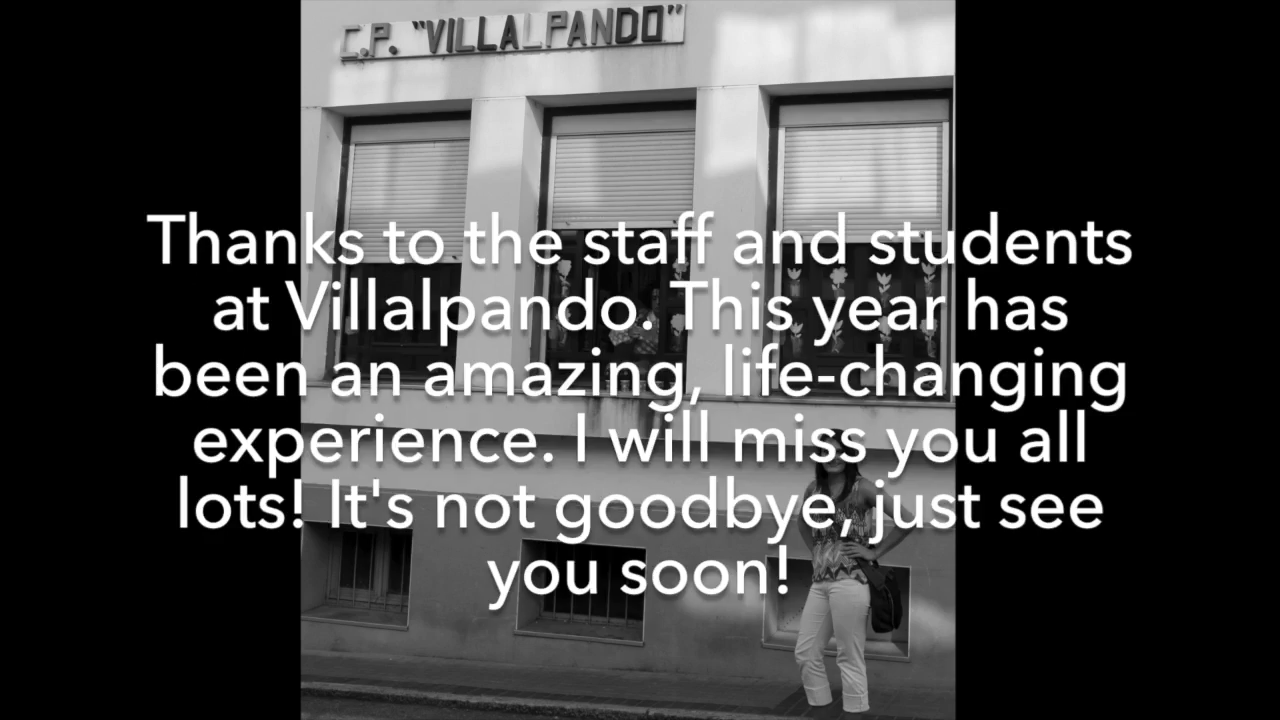 C.P. "VILLALPANDO"
Thanks to the staff and students
at Villalpando. This year has
been an amazing, life-changing
experience. I will miss you all
lots! It's not goodbye, just see
you soon!